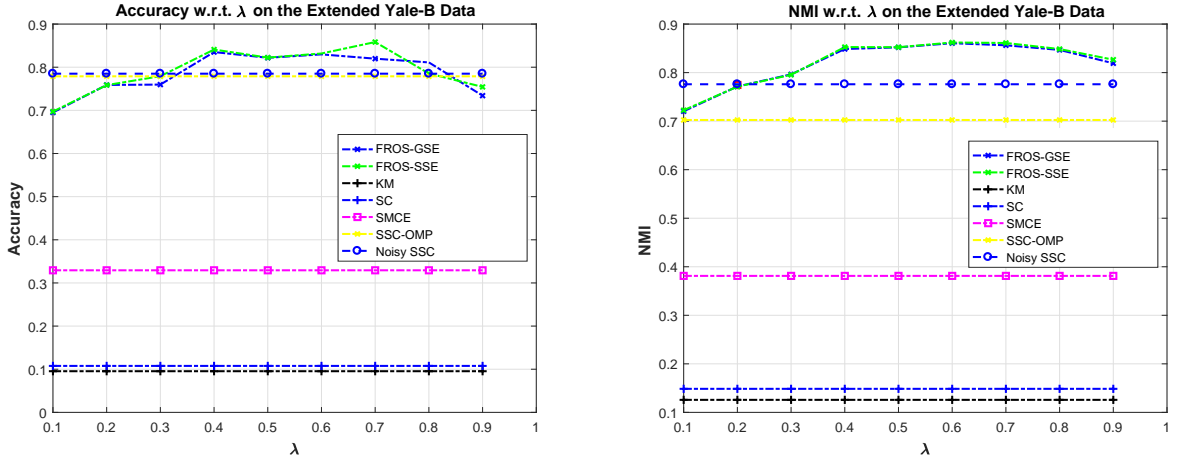 Accuracy w.r.t. λ on the Extended Yale-B Data
0.9
0.8
0.7
0.6
0.5
0.4
0.3
0.2
0.1
0
Accuracy
FROS-GSE
FROS-SSE
KM
SC
SMCE
SSC-OMP
Noisy SSC
0.1 0.2 0.3 0.4 0.5 0.6 0.7 0.8 0.9 1
λ
NMI w.r.t. λ on the Extended Yale-B Data
0.9
0.8
0.7
0.6
0.5
0.4
0.3
0.2
0.1
NMI
FROS-GSE
FROS-SSE
KM
SC
SMCE
SSC-OMP
Noisy SSC
0.1 0.2 0.3 0.4 0.5 0.6 0.7 0.8 0.9 1
λ